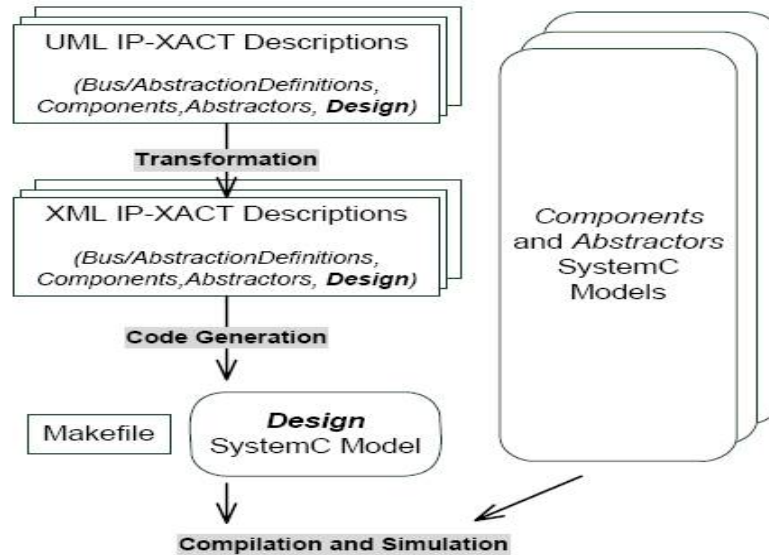 UML IP-XACT Descriptions
(Bus/AbstractionDefinitions,
Components,Abstractors, Design)
Transformation
XML IP-XACT Descriptions
(Bus/AbstractionDefinitions,
Components,Abstractors, Design)
Code Generation
Makefile
Design
SystemC Model
Components
and Abstractors
SystemC
Models
Compilation and Simulation